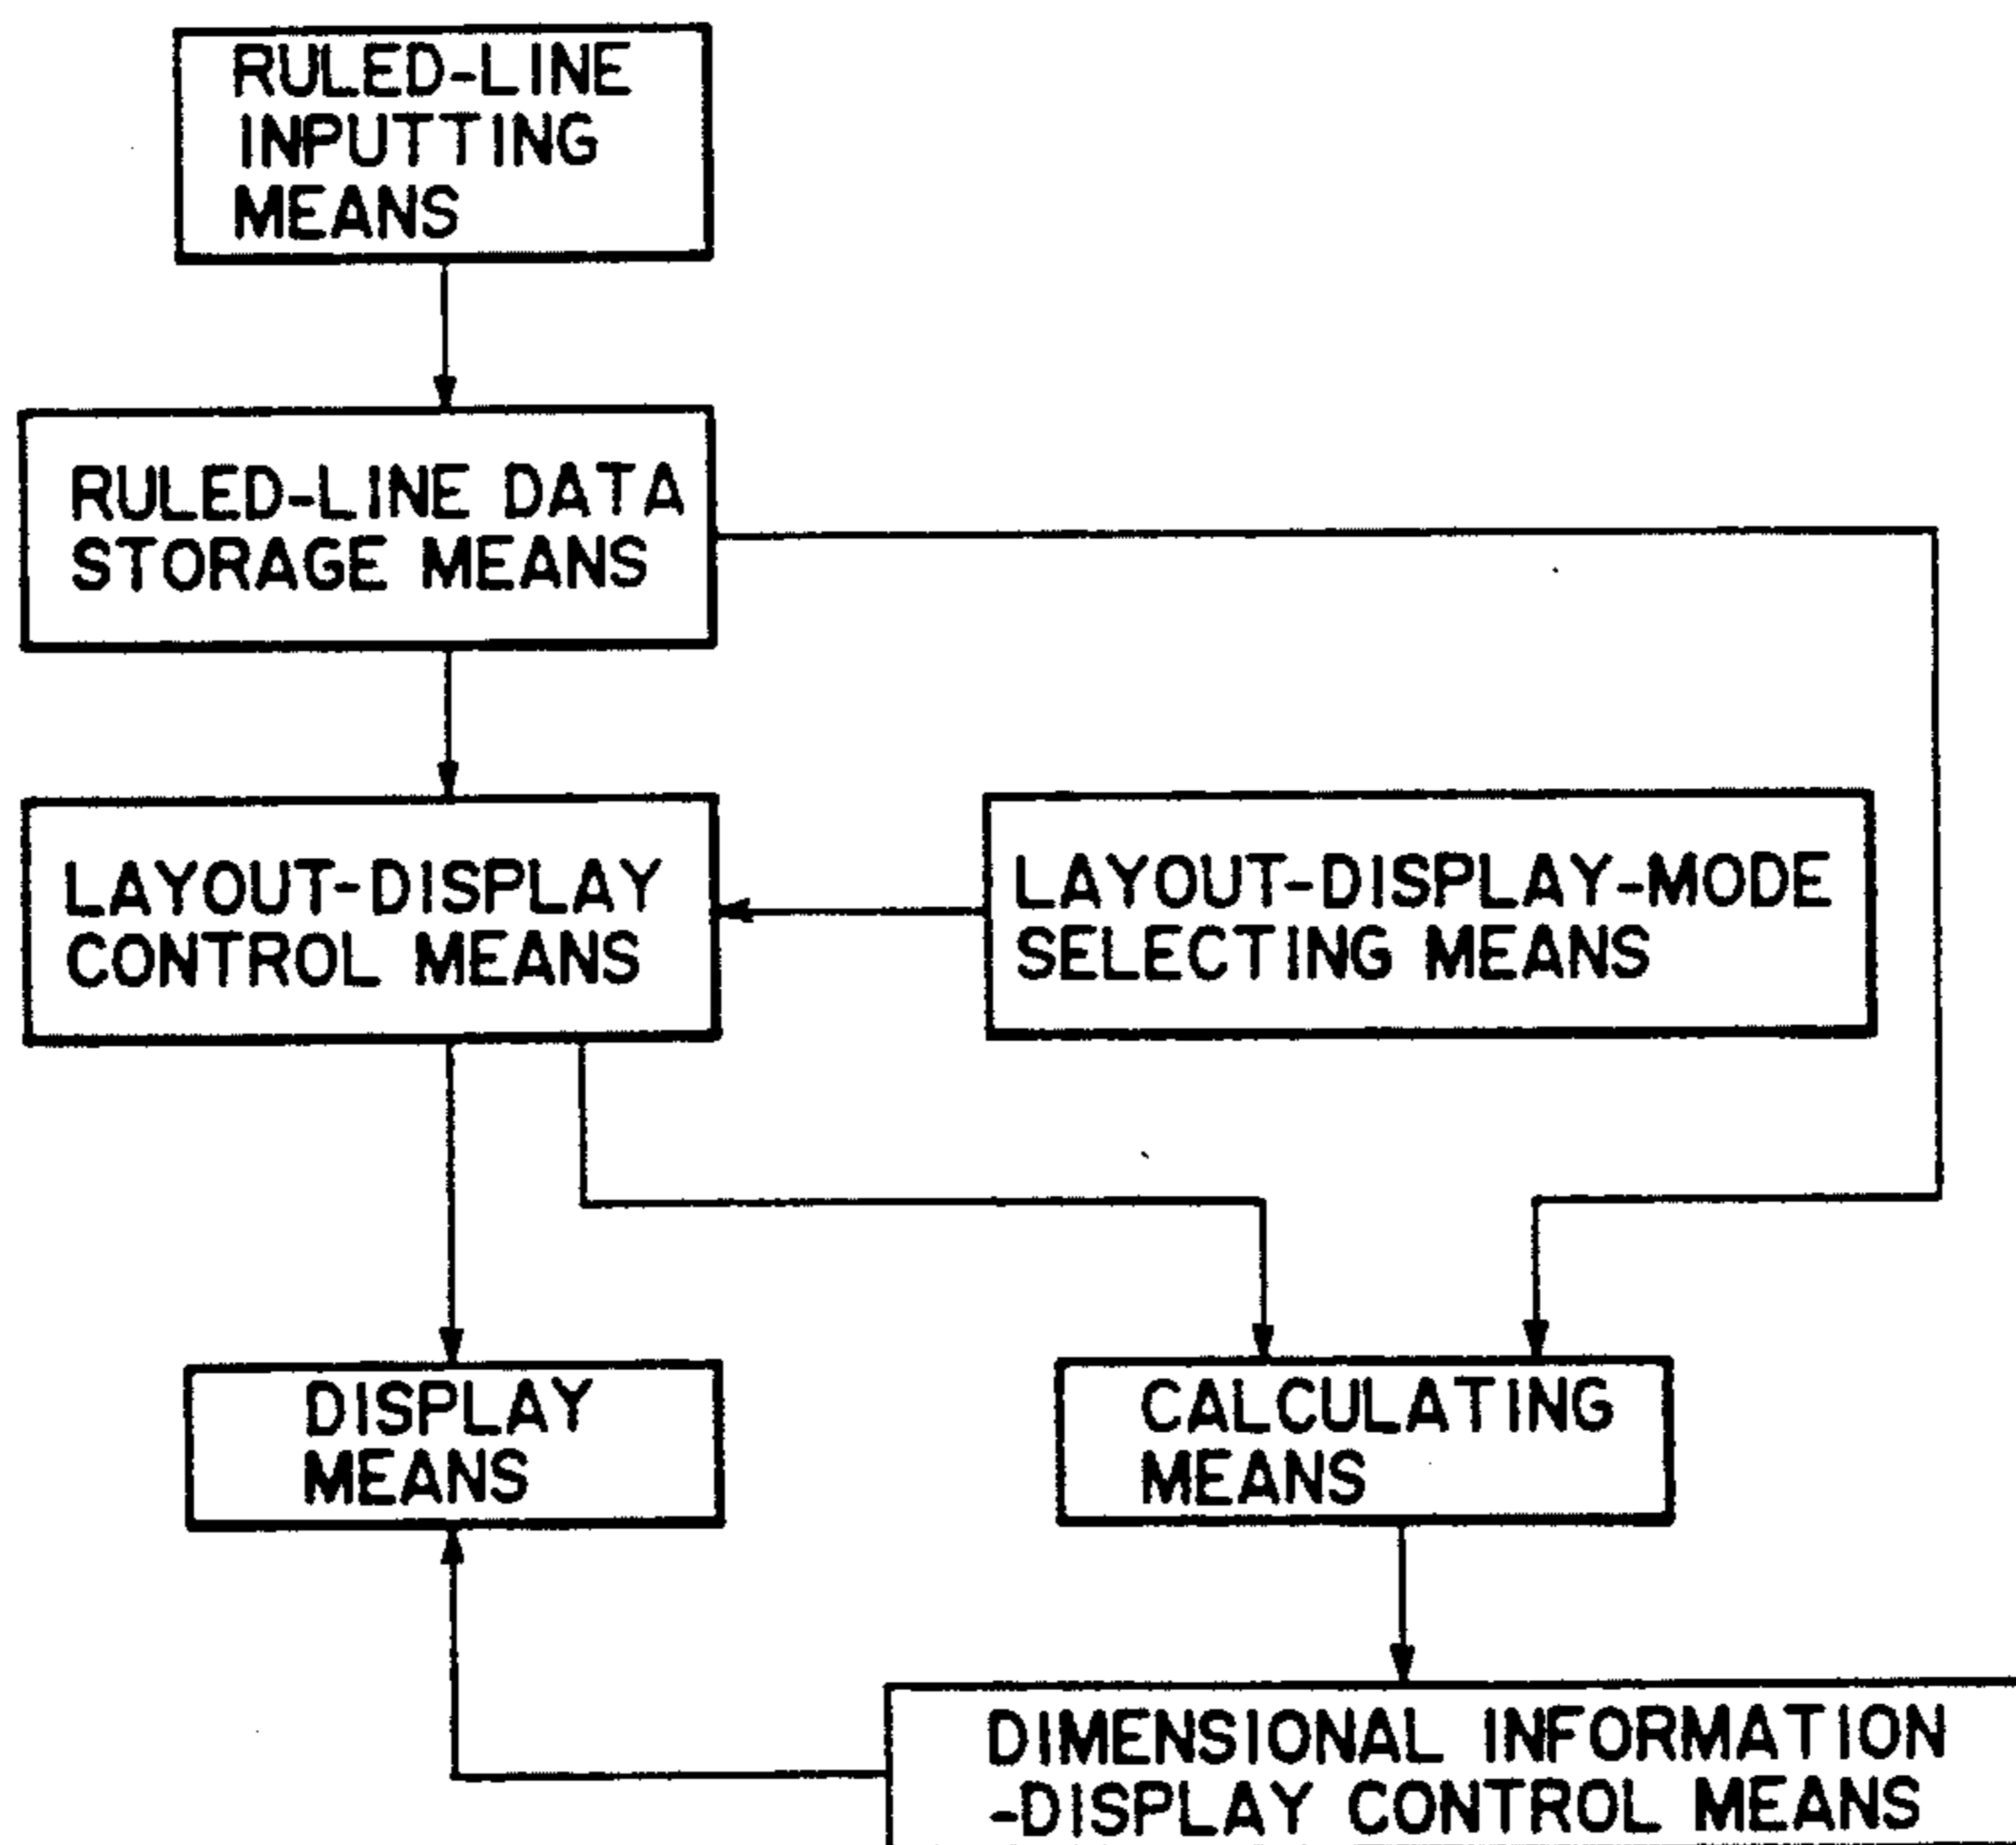 RULED-LINE
INPUTTING
MEANS
RULED-LINE DATA
STORAGE MEANS
LAYOUT-DISPLAY
CONTROL MEANS
LAYOUT-DISPLAY-MODE
SELECTING MEANS
DISPLAY
MEANS
CALCULATING
MEANS
DIMENSIONAL INFORMATION
-DISPLAY CONTROL MEANS